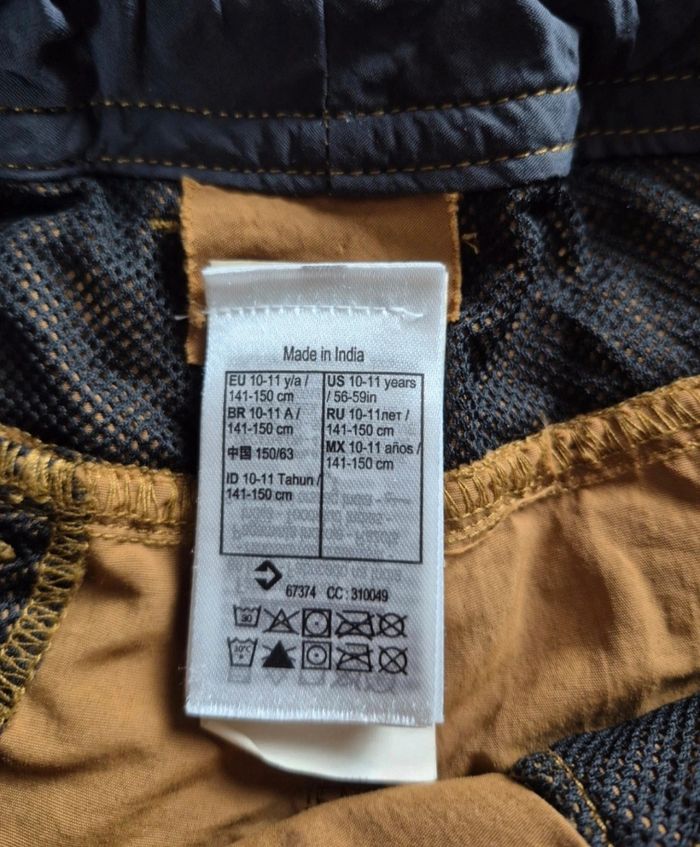 Made in India
EU 10-11 y/a /
141-150 cm
BR 10-11 A /
141-150 cm
中国 150/63
ID 10-11 Tahun /
141-150 cm
US 10-11 years
/ 56-59in
RU 10-11лет /
141-150 cm
MX 10-11 años /
141-150 cm
67374 CC : 310049
30
30°C